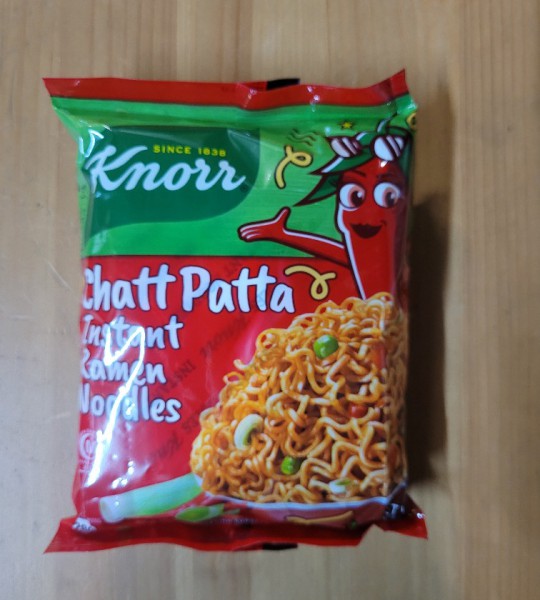 SINCE 1838
Knorr
Chatt Patta
Instant
Ramen
Noodles